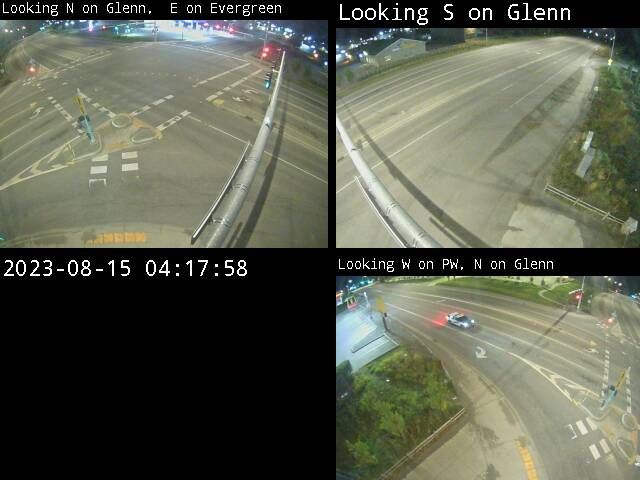 Looking N on Glenn,  E on Evergreen
Looking S on Glenn
2023-08-15 04:17:58
Looking W on PW, N on Glenn